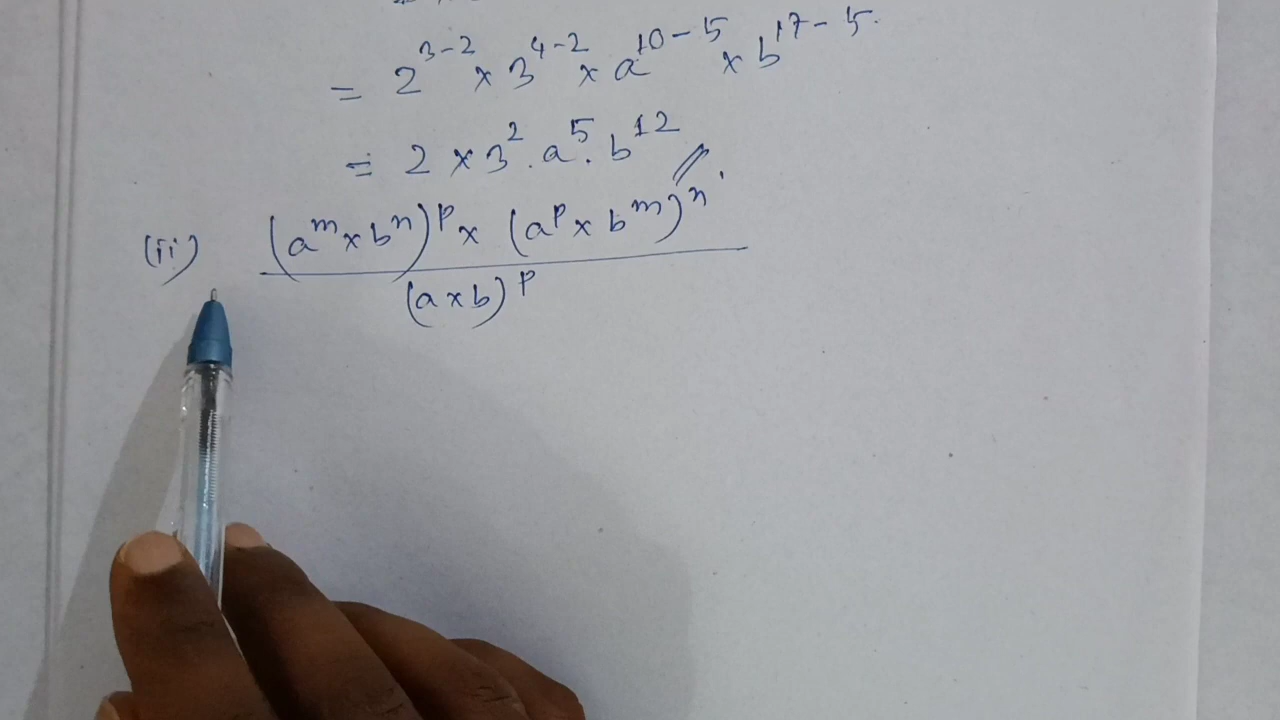 = 2^{3-2} × 3^{4-2} × a^{10-5} × b^{17-5}.
= 2 × 3^2 . a^5 . b^{12} //
(ii) (a^m × b^n)^p × (a^p × b^m)^n .
(a × b)^p